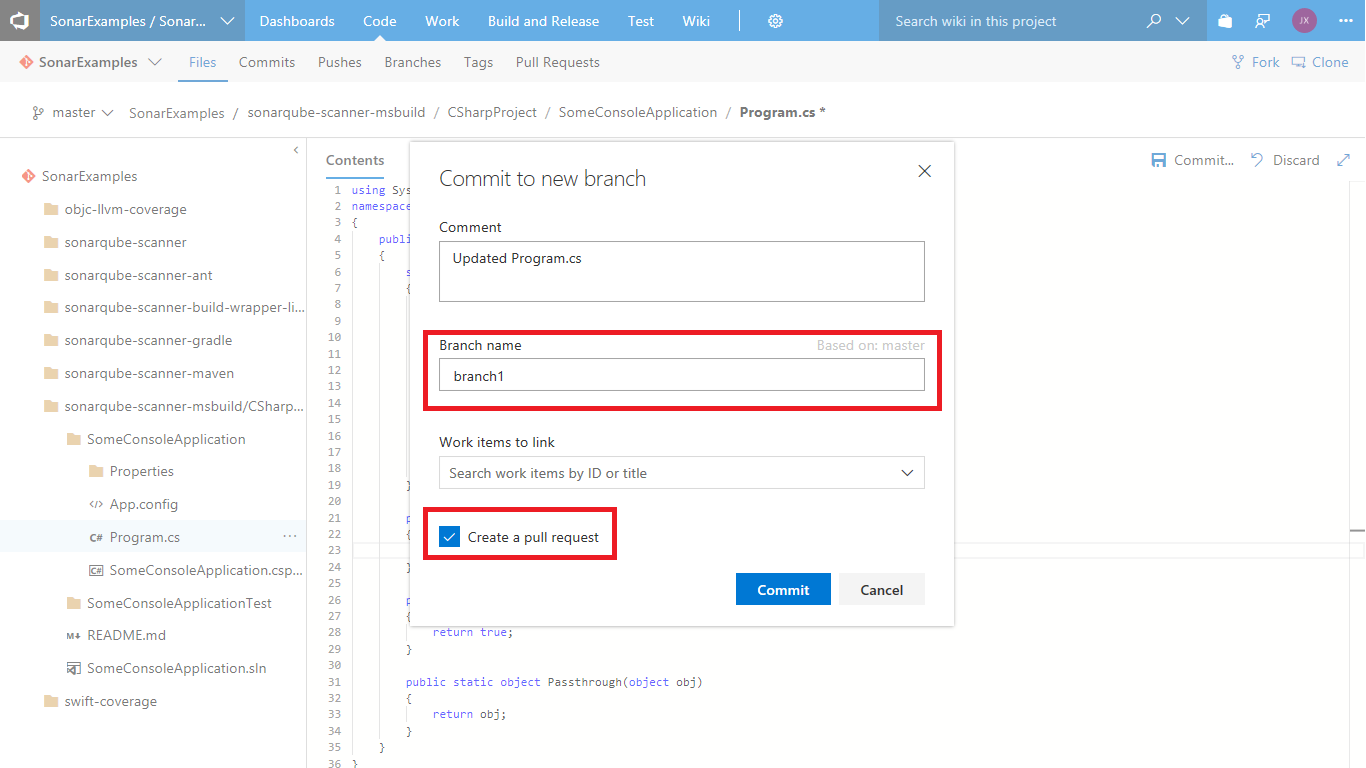 SonarExamples / Sonar...
Dashboards
Code
Work
Build and Release
Test
Wiki
Search wiki in this project
JX
SonarExamples
Files
Commits
Pushes
Branches
Tags
Pull Requests
Fork
Clone
master
SonarExamples / sonarqube-scanner-msbuild / CSharpProject / SomeConsoleApplication / Program.cs *
SonarExamples
objc-llvm-coverage
sonarqube-scanner
sonarqube-scanner-ant
sonarqube-scanner-build-wrapper-li...
sonarqube-scanner-gradle
sonarqube-scanner-maven
sonarqube-scanner-msbuild/CSharp...
SomeConsoleApplication
Properties
</> App.config
C# Program.cs ...
C# SomeConsoleApplication.csp...
SomeConsoleApplicationTest
M↓ README.md
SomeConsoleApplication.sln
swift-coverage
Contents
Commit...
Discard
1 using Sys
2 namespace
3 {
4 publi
5 {
6 s
7 {
8
9
10
11
12
13
14
15
16
17
18
19 }
20
21 p
22 {
23
24 }
25
26 p
27 {
28 return true;
29 }
30
31 public static object Passthrough(object obj)
32 {
33 return obj;
34 }
35 }
36 }
Commit to new branch
Comment
Updated Program.cs
Branch name
Based on: master
branch1
Work items to link
Search work items by ID or title
Create a pull request
Commit
Cancel